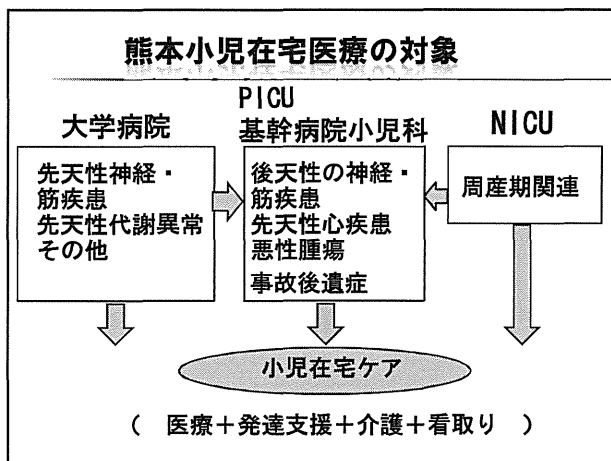 熊本小児在宅医療の対象
大学病院
先天性神経・
筋疾患
先天性代謝異常
その他
PICU
基幹病院小児科
後天性の神経・
筋疾患
先天性心疾患
悪性腫瘍
事故後遺症
NICU
周産期関連
小児在宅ケア
（　医療＋発達支援＋介護＋看取り　）